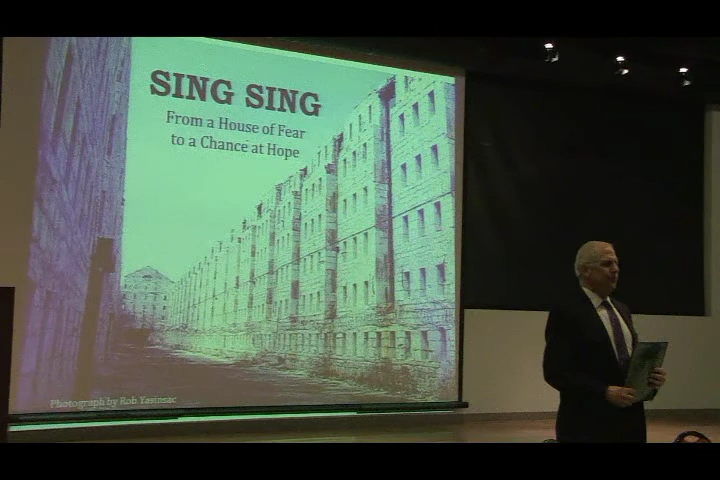 SING SING
From a House of Fear
to a Chance at Hope
Photograph by Rob Yasinsac